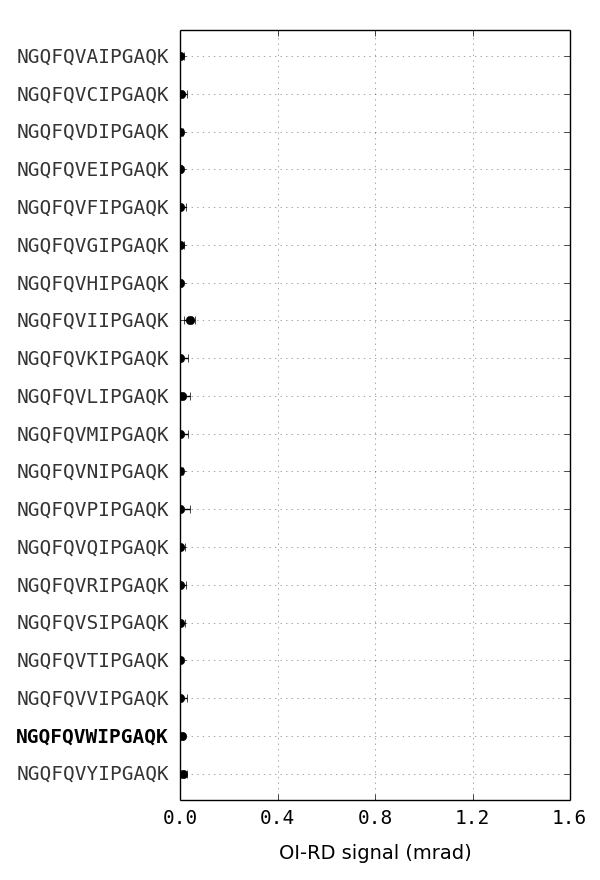 NGQFQVAIPGAQK
NGQFQVCIPGAQK
NGQFQVDIPGAQK
NGQFQVEIPGAQK
NGQFQVFIPGAQK
NGQFQVGIPGAQK
NGQFQVHIPGAQK
NGQFQVIIPGAQK
NGQFQVKIPGAQK
NGQFQVLIPGAQK
NGQFQVMIPGAQK
NGQFQVNIPGAQK
NGQFQVPIPGAQK
NGQFQVQIPGAQK
NGQFQVRIPGAQK
NGQFQVSIPGAQK
NGQFQVTIPGAQK
NGQFQVVIPGAQK
NGQFQVWIPGAQK
NGQFQVYIPGAQK
0.0 0.4 0.8 1.2 1.6
OI-RD signal (mrad)